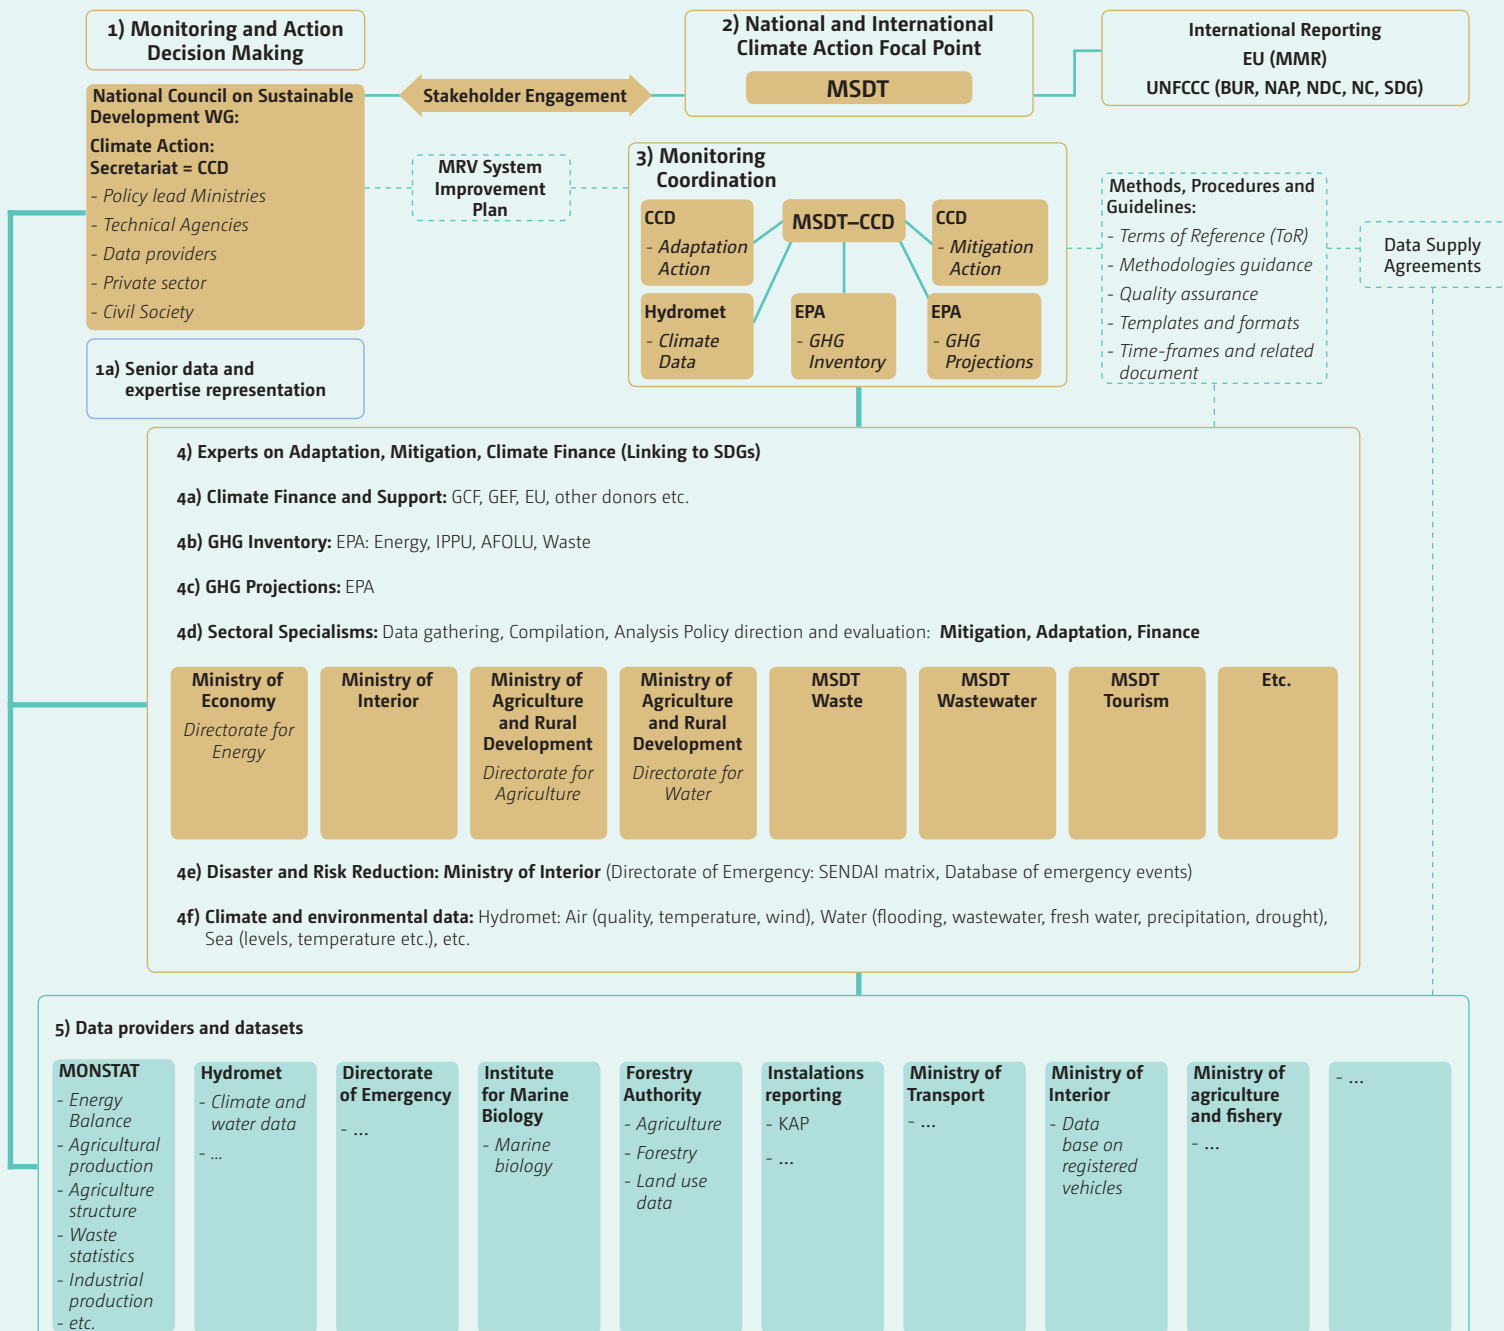 1) Monitoring and Action
Decision Making
National Council on Sustainable
Development WG:
Climate Action:
Secretariat = CCD
- Policy lead Ministries
- Technical Agencies
- Data providers
- Private sector
- Civil Society
1a) Senior data and
expertise representation
Stakeholder Engagement
2) National and International
Climate Action Focal Point
MSDT
International Reporting
EU (MMR)
UNFCCC (BUR, NAP, NDC, NC, SDG)
MRV System
Improvement
Plan
3) Monitoring
Coordination
CCD
- Adaptation
Action
MSDT–CCD
CCD
- Mitigation
Action
Hydromet
- Climate
Data
EPA
- GHG
Inventory
EPA
- GHG
Projections
Methods, Procedures and
Guidelines:
- Terms of Reference (ToR)
- Methodologies guidance
- Quality assurance
- Templates and formats
- Time-frames and related
document
Data Supply
Agreements
4) Experts on Adaptation, Mitigation, Climate Finance (Linking to SDGs)
4a) Climate Finance and Support: GCF, GEF, EU, other donors etc.
4b) GHG Inventory: EPA: Energy, IPPU, AFOLU, Waste
4c) GHG Projections: EPA
4d) Sectoral Specialisms: Data gathering, Compilation, Analysis Policy direction and evaluation: Mitigation, Adaptation, Finance
Ministry of
Economy
Directorate for
Energy
Ministry of
Interior
Ministry of
Agriculture
and Rural
Development
Directorate for
Agriculture
Ministry of
Agriculture
and Rural
Development
Directorate for
Water
MSDT
Waste
MSDT
Wastewater
MSDT
Tourism
Etc.
4e) Disaster and Risk Reduction: Ministry of Interior (Directorate of Emergency: SENDAI matrix, Database of emergency events)
4f) Climate and environmental data: Hydromet: Air (quality, temperature, wind), Water (flooding, wastewater, fresh water, precipitation, drought),
Sea (levels, temperature etc.), etc.
5) Data providers and datasets
MONSTAT
- Energy
Balance
- Agricultural
production
- Agriculture
structure
- Waste
statistics
- Industrial
production
- etc.
Hydromet
- Climate and
water data
- ...
Directorate
of Emergency
- ...
Institute
for Marine
Biology
- Marine
biology
Forestry
Authority
- Agriculture
- Forestry
- Land use
data
Instalations
reporting
- KAP
- ...
Ministry of
Transport
- ...
Ministry of
Interior
- Data
base on
registered
vehicles
Ministry of
agriculture
and fishery
- ...
- ...